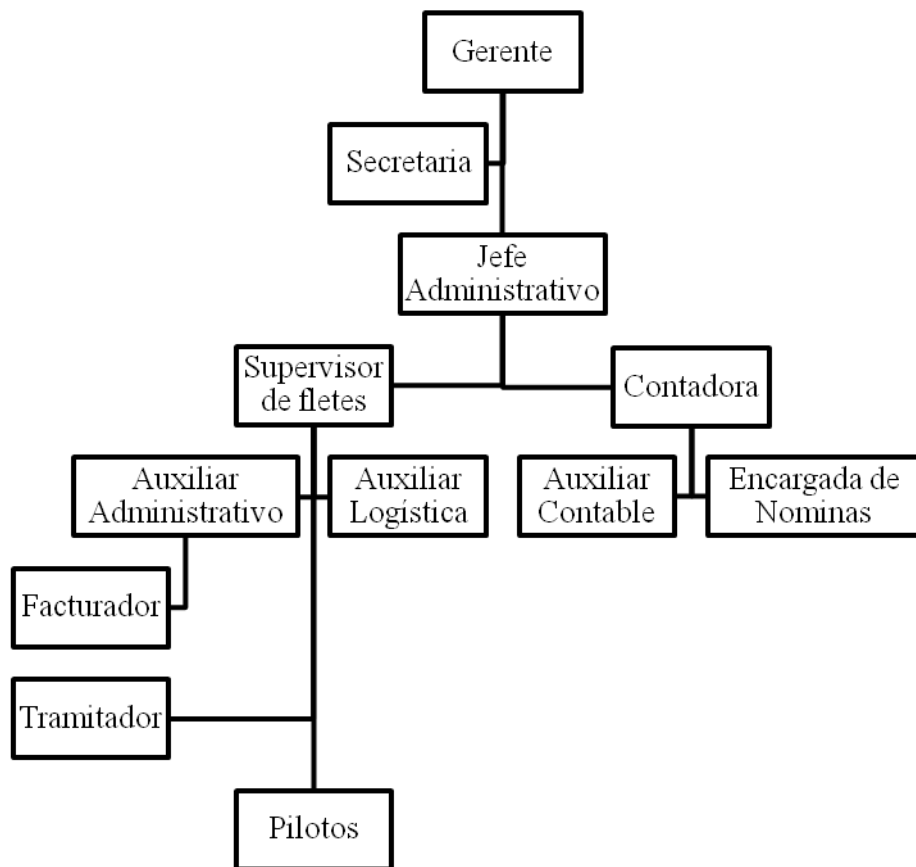 Gerente
Secretaria
Jefe
Administrativo
Supervisor
de fletes
Contadora
Auxiliar
Administrativo
Auxiliar
Logística
Auxiliar
Contable
Encargada de
Nominas
Facturador
Tramitador
Pilotos